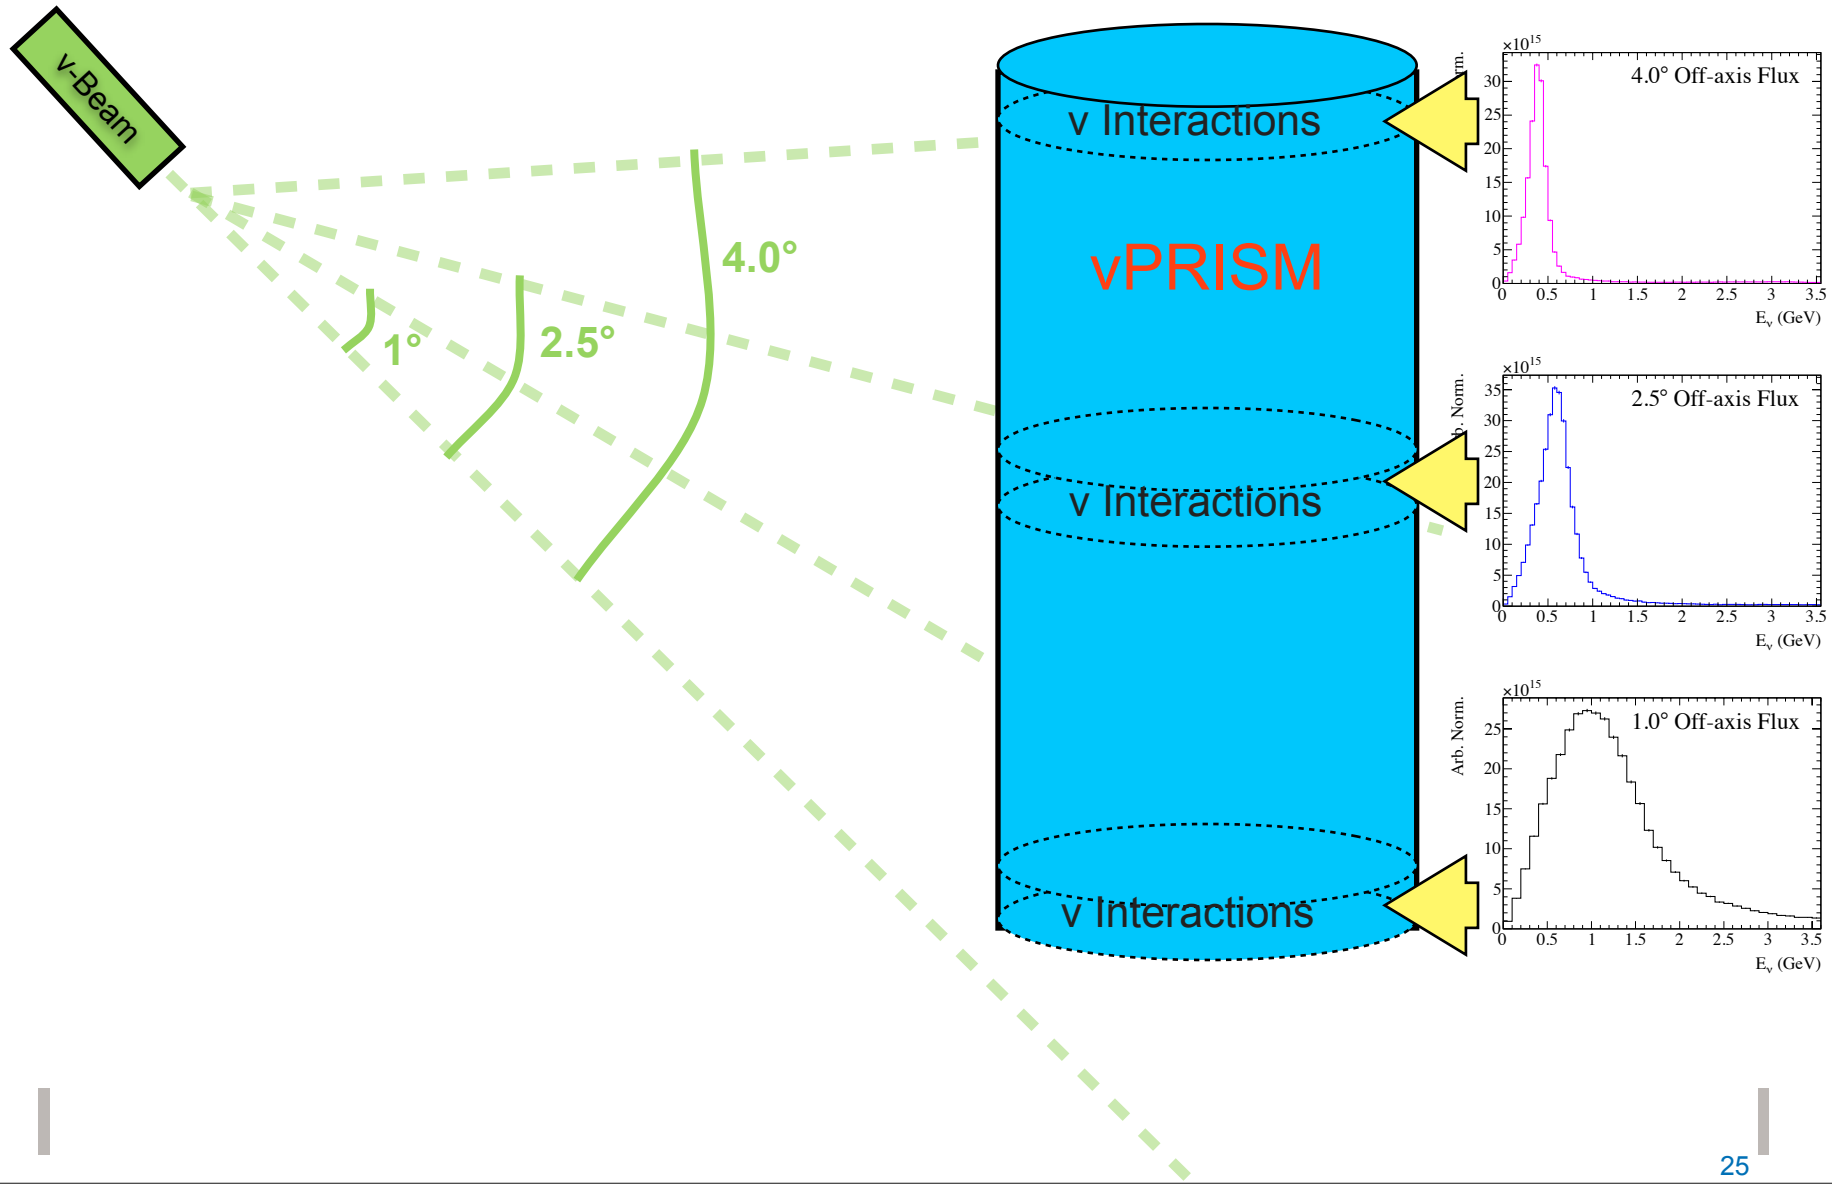 ν-Beam
1°
2.5°
4.0°
ν Interactions
νPRISM
ν Interactions
ν Interactions
×10¹⁵
4.0° Off-axis Flux
30
25
20
15
10
5
0
0 0.5 1 1.5 2 2.5 3 3.5
Eᵥ (GeV)
×10¹⁵
Norm.
2.5° Off-axis Flux
35
30
25
20
15
10
5
0
0 0.5 1 1.5 2 2.5 3 3.5
Eᵥ (GeV)
×10¹⁵
Arb. Norm.
1.0° Off-axis Flux
25
20
15
10
5
0
0 0.5 1 1.5 2 2.5 3 3.5
Eᵥ (GeV)
25